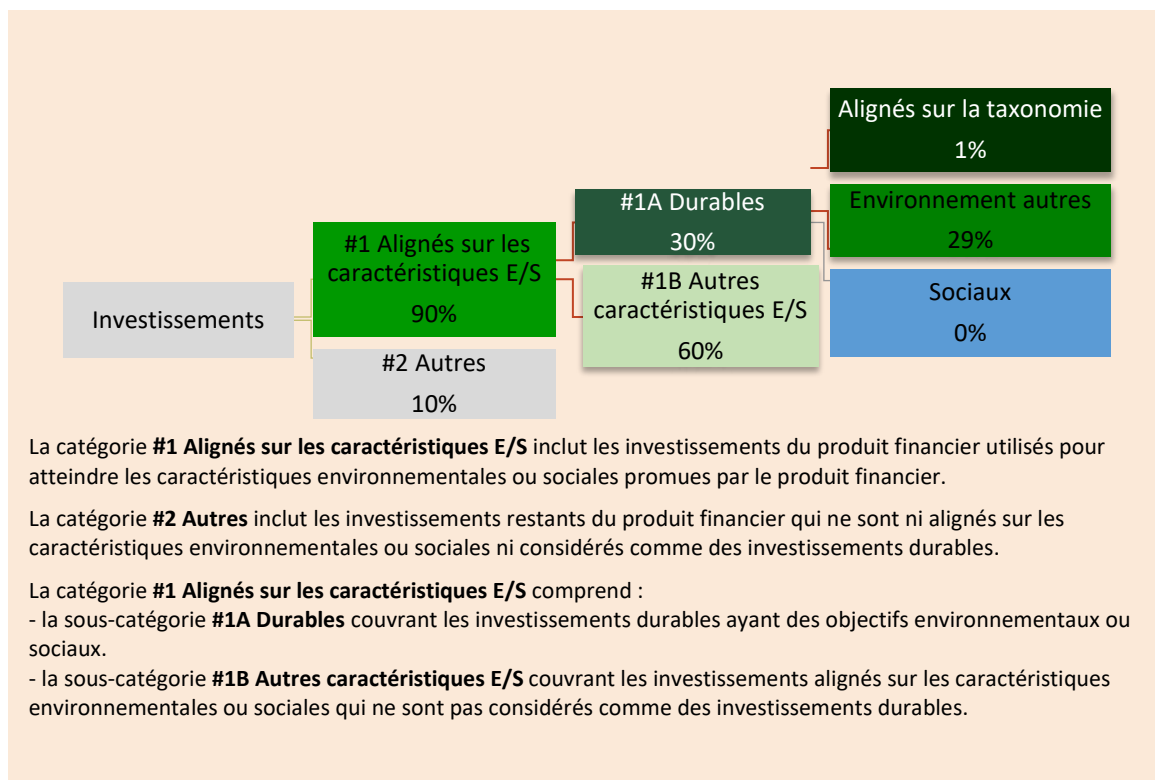 Alignés sur la taxonomie
1%
#1A Durables
30%
Environnement autres
29%
#1 Alignés sur les
caractéristiques E/S
90%
#1B Autres
caractéristiques E/S
60%
Sociaux
0%
Investissements
#2 Autres
10%
La catégorie #1 Alignés sur les caractéristiques E/S inclut les investissements du produit financier utilisés pour
atteindre les caractéristiques environnementales ou sociales promues par le produit financier.
La catégorie #2 Autres inclut les investissements restants du produit financier qui ne sont ni alignés sur les
caractéristiques environnementales ou sociales ni considérés comme des investissements durables.
La catégorie #1 Alignés sur les caractéristiques E/S comprend :
- la sous-catégorie #1A Durables couvrant les investissements durables ayant des objectifs environnementaux ou
sociaux.
- la sous-catégorie #1B Autres caractéristiques E/S couvrant les investissements alignés sur les caractéristiques
environnementales ou sociales qui ne sont pas considérés comme des investissements durables.